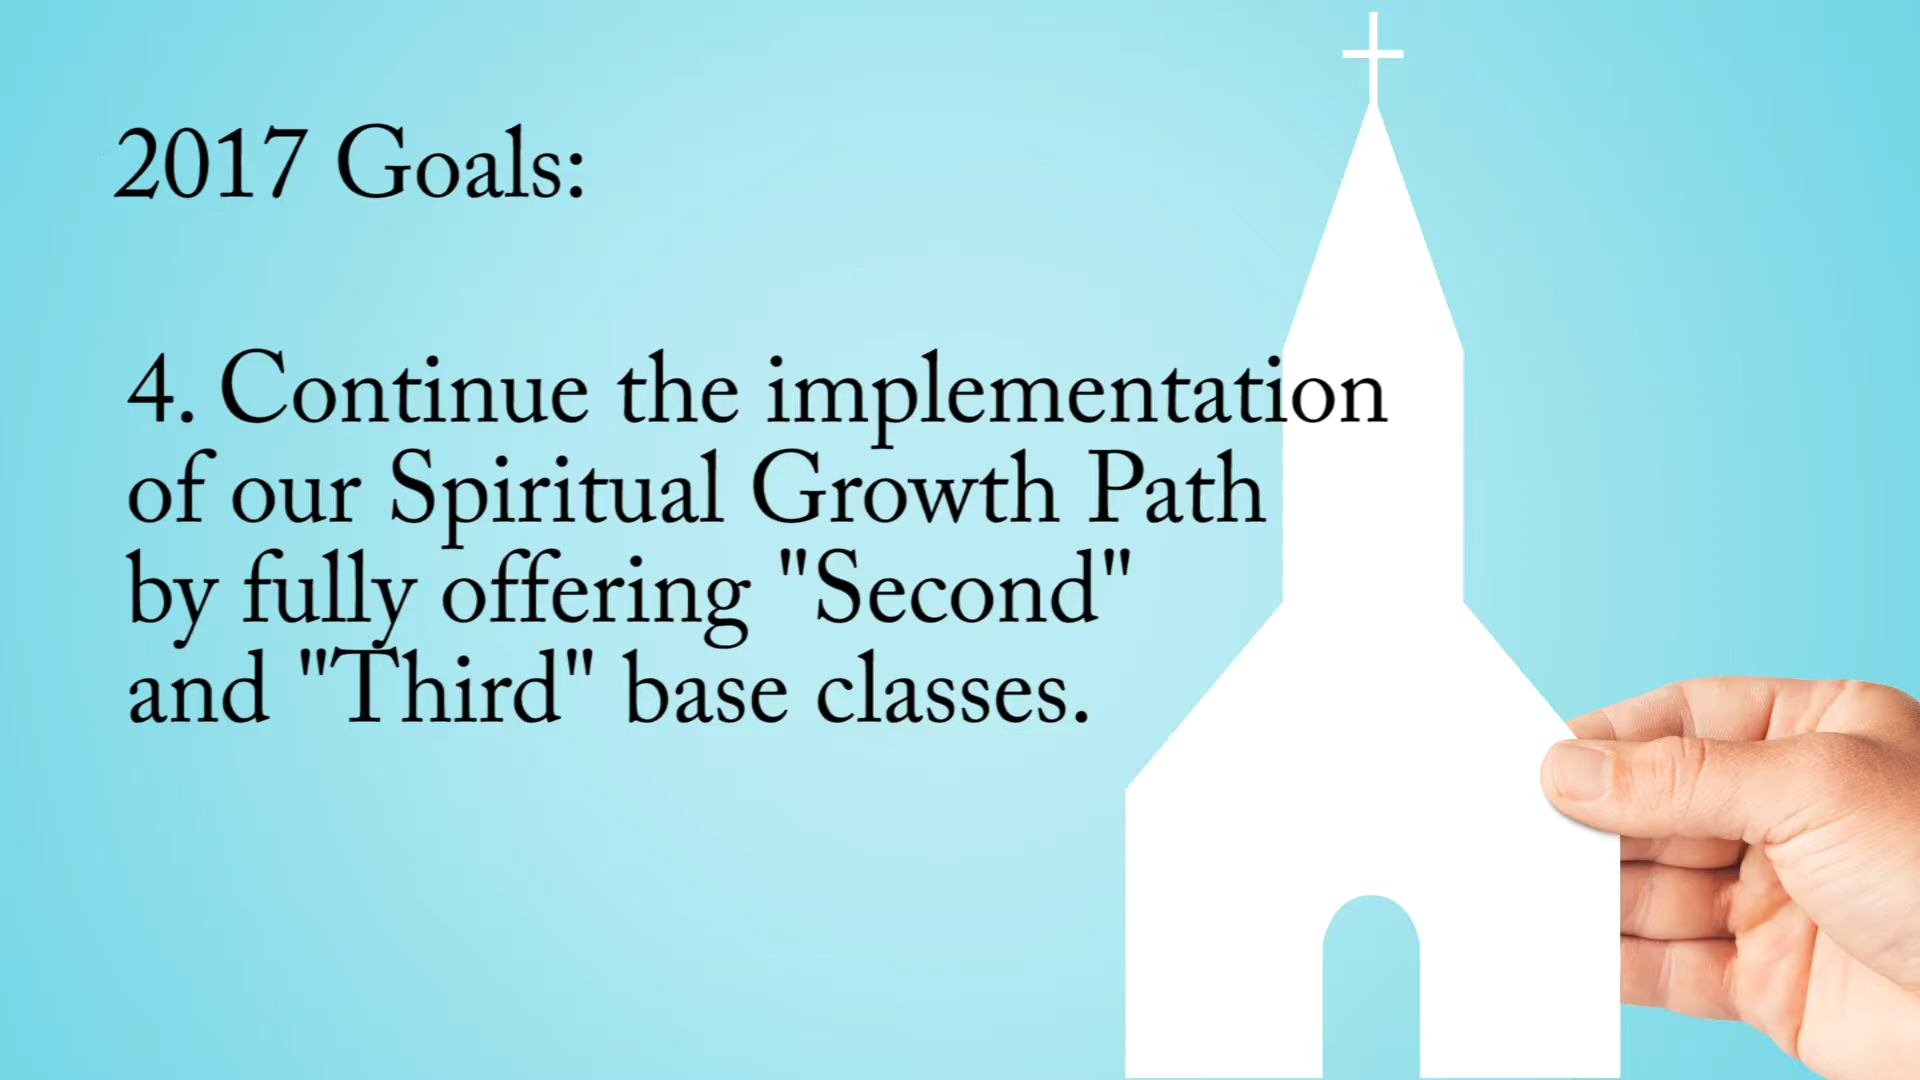 2017 Goals:
4. Continue the implementation
of our Spiritual Growth Path
by fully offering "Second"
and "Third" base classes.